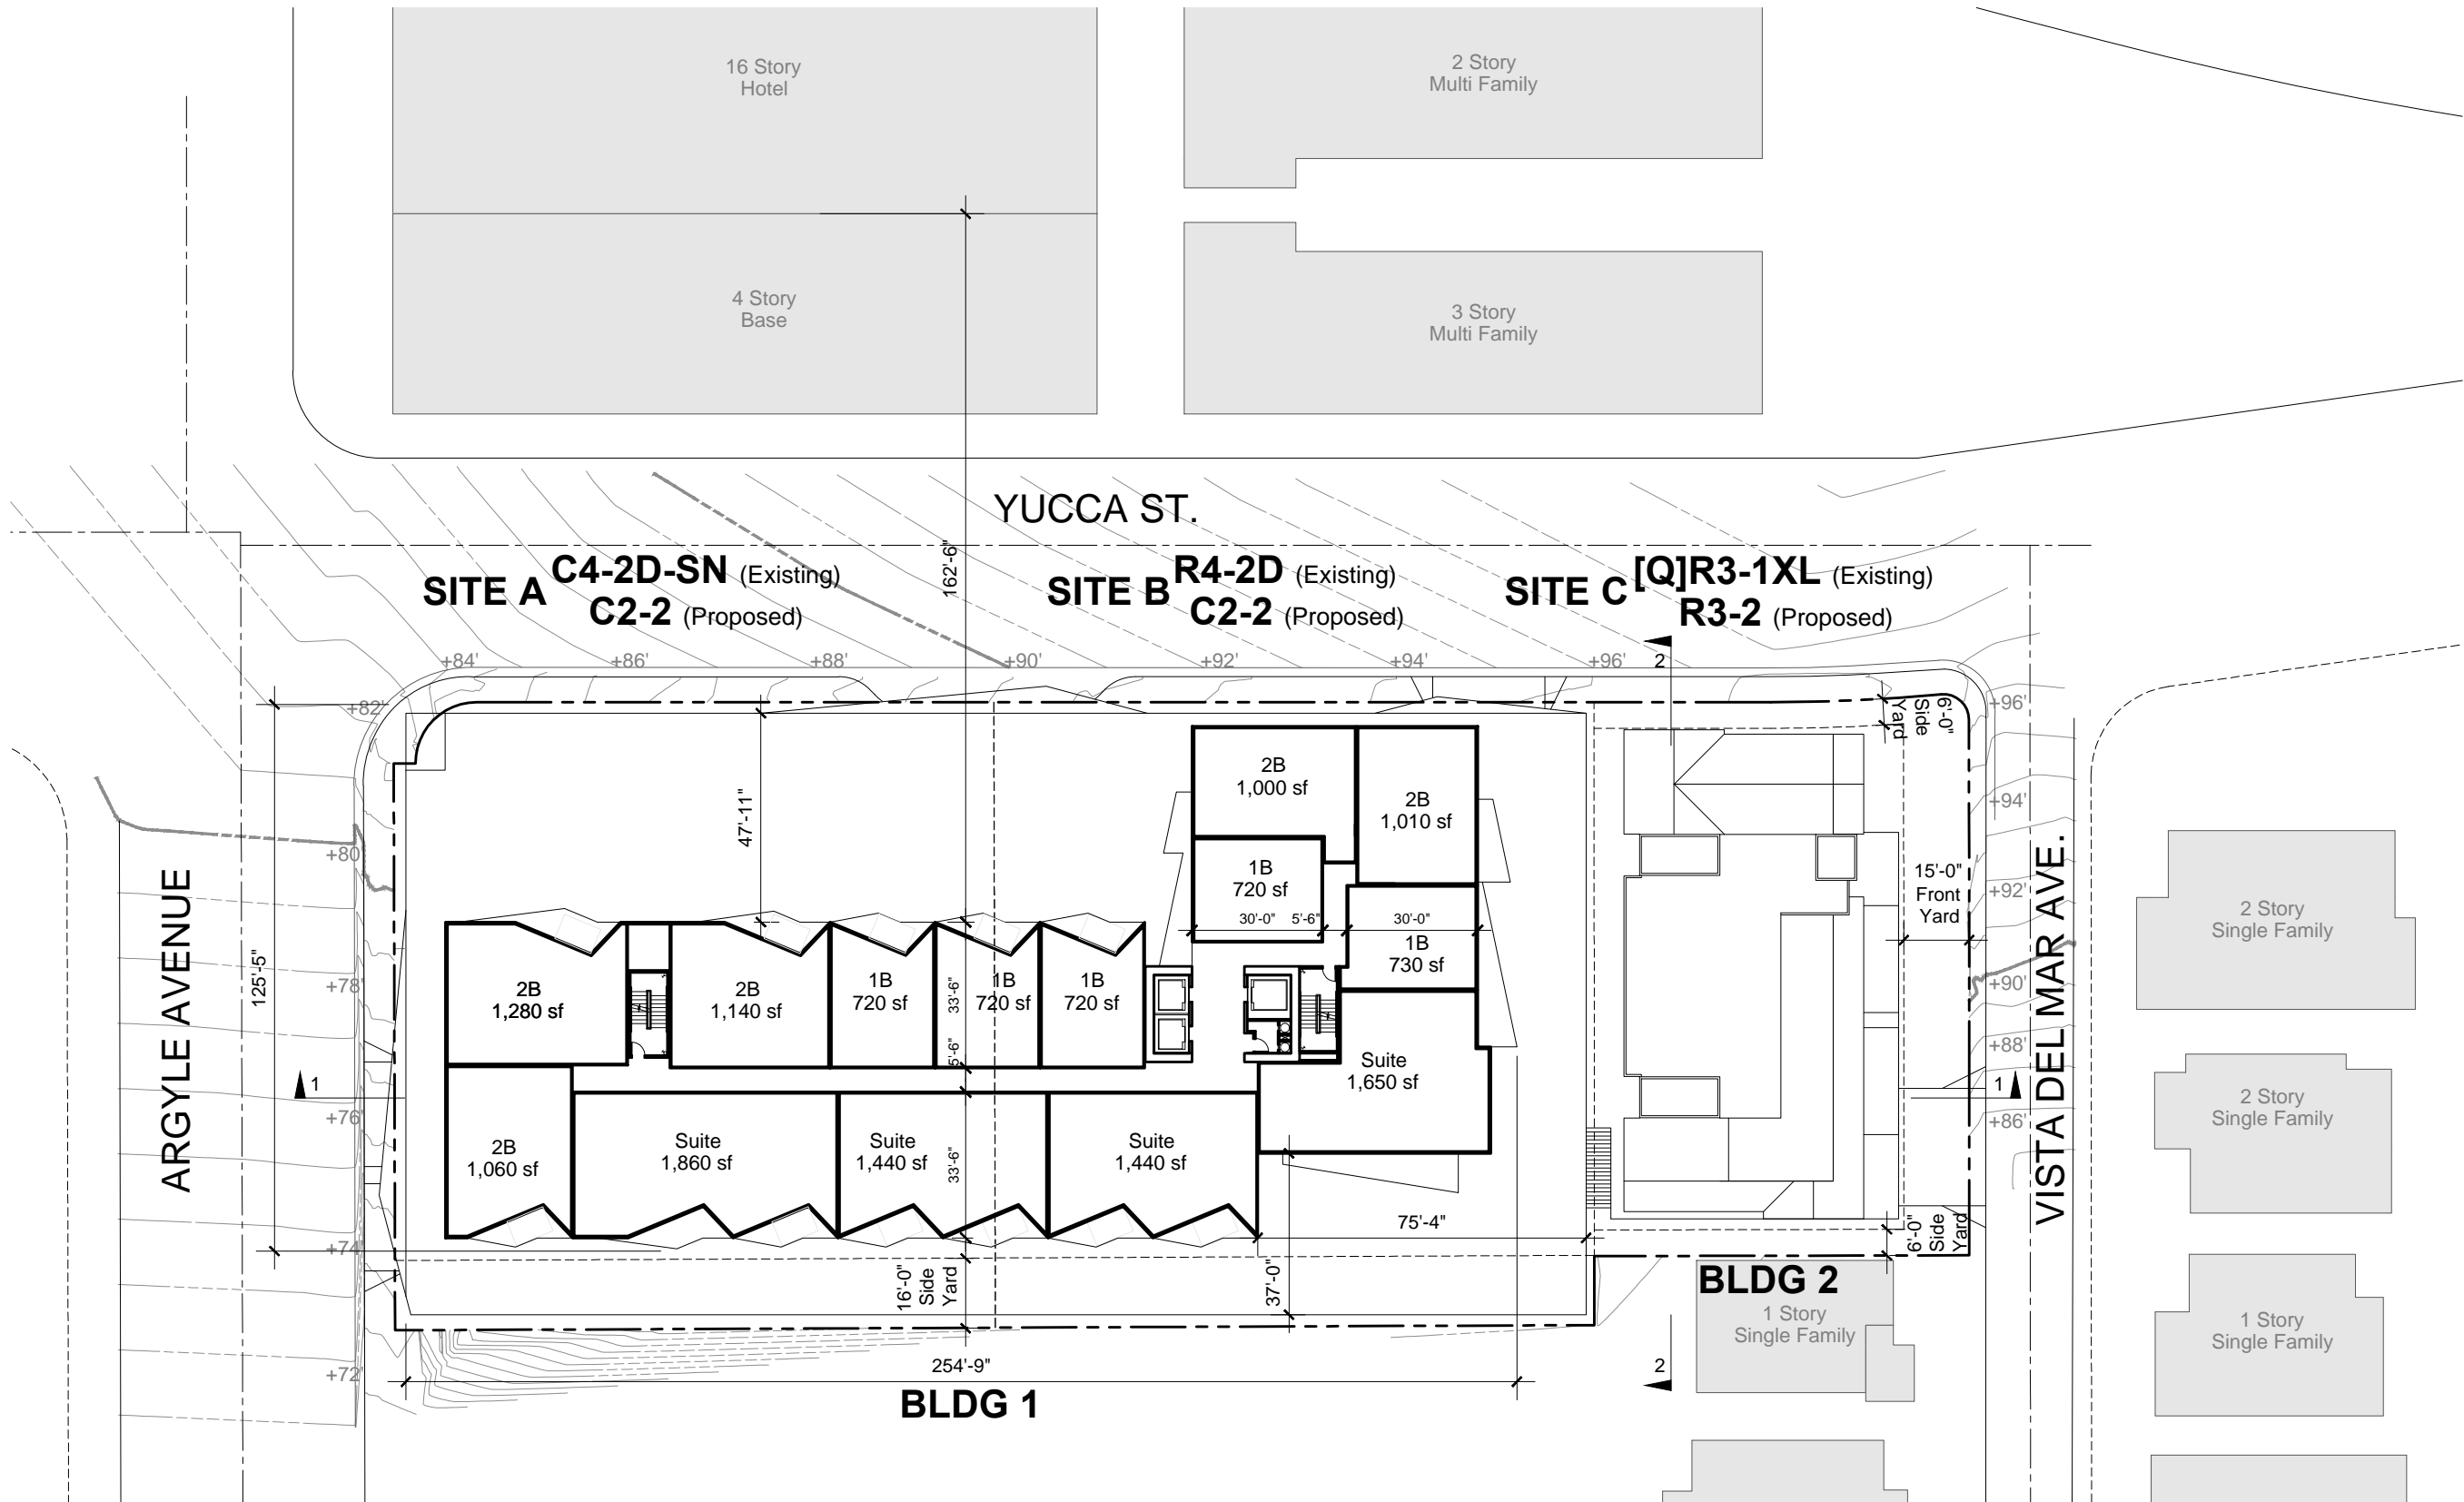 16 Story
Hotel
2 Story
Multi Family
4 Story
Base
3 Story
Multi Family
YUCCA ST.
162'-6"
SITE A
C4-2D-SN (Existing)
C2-2 (Proposed)
SITE B
R4-2D (Existing)
C2-2 (Proposed)
SITE C
[Q]R3-1XL (Existing)
R3-2 (Proposed)
+84'
+86'
+88'
+90'
+92'
+94'
+96'
2
+82'
+96'
6'-0"
Side
Yard
47'-11"
2B
1,000 sf
2B
1,010 sf
+94'
+80'
1B
720 sf
15'-0"
Front
Yard
+92'
ARGYLE AVENUE
VISTA DEL MAR AVE.
2 Story
Single Family
30'-0"
5'-6"
30'-0"
1B
730 sf
125'-5"
+78'
2B
1,280 sf
2B
1,140 sf
1B
720 sf
33'-6"
1B
720 sf
1B
720 sf
+90'
5'-6"
Suite
1,650 sf
+88'
1
1
+76'
+86'
2 Story
Single Family
2B
1,060 sf
Suite
1,860 sf
Suite
1,440 sf
33'-6"
Suite
1,440 sf
75'-4"
6'-0"
Side
Yard
+74'
16'-0"
Side
Yard
37'-0"
BLDG 2
1 Story
Single Family
1 Story
Single Family
+72'
254'-9"
2
BLDG 1